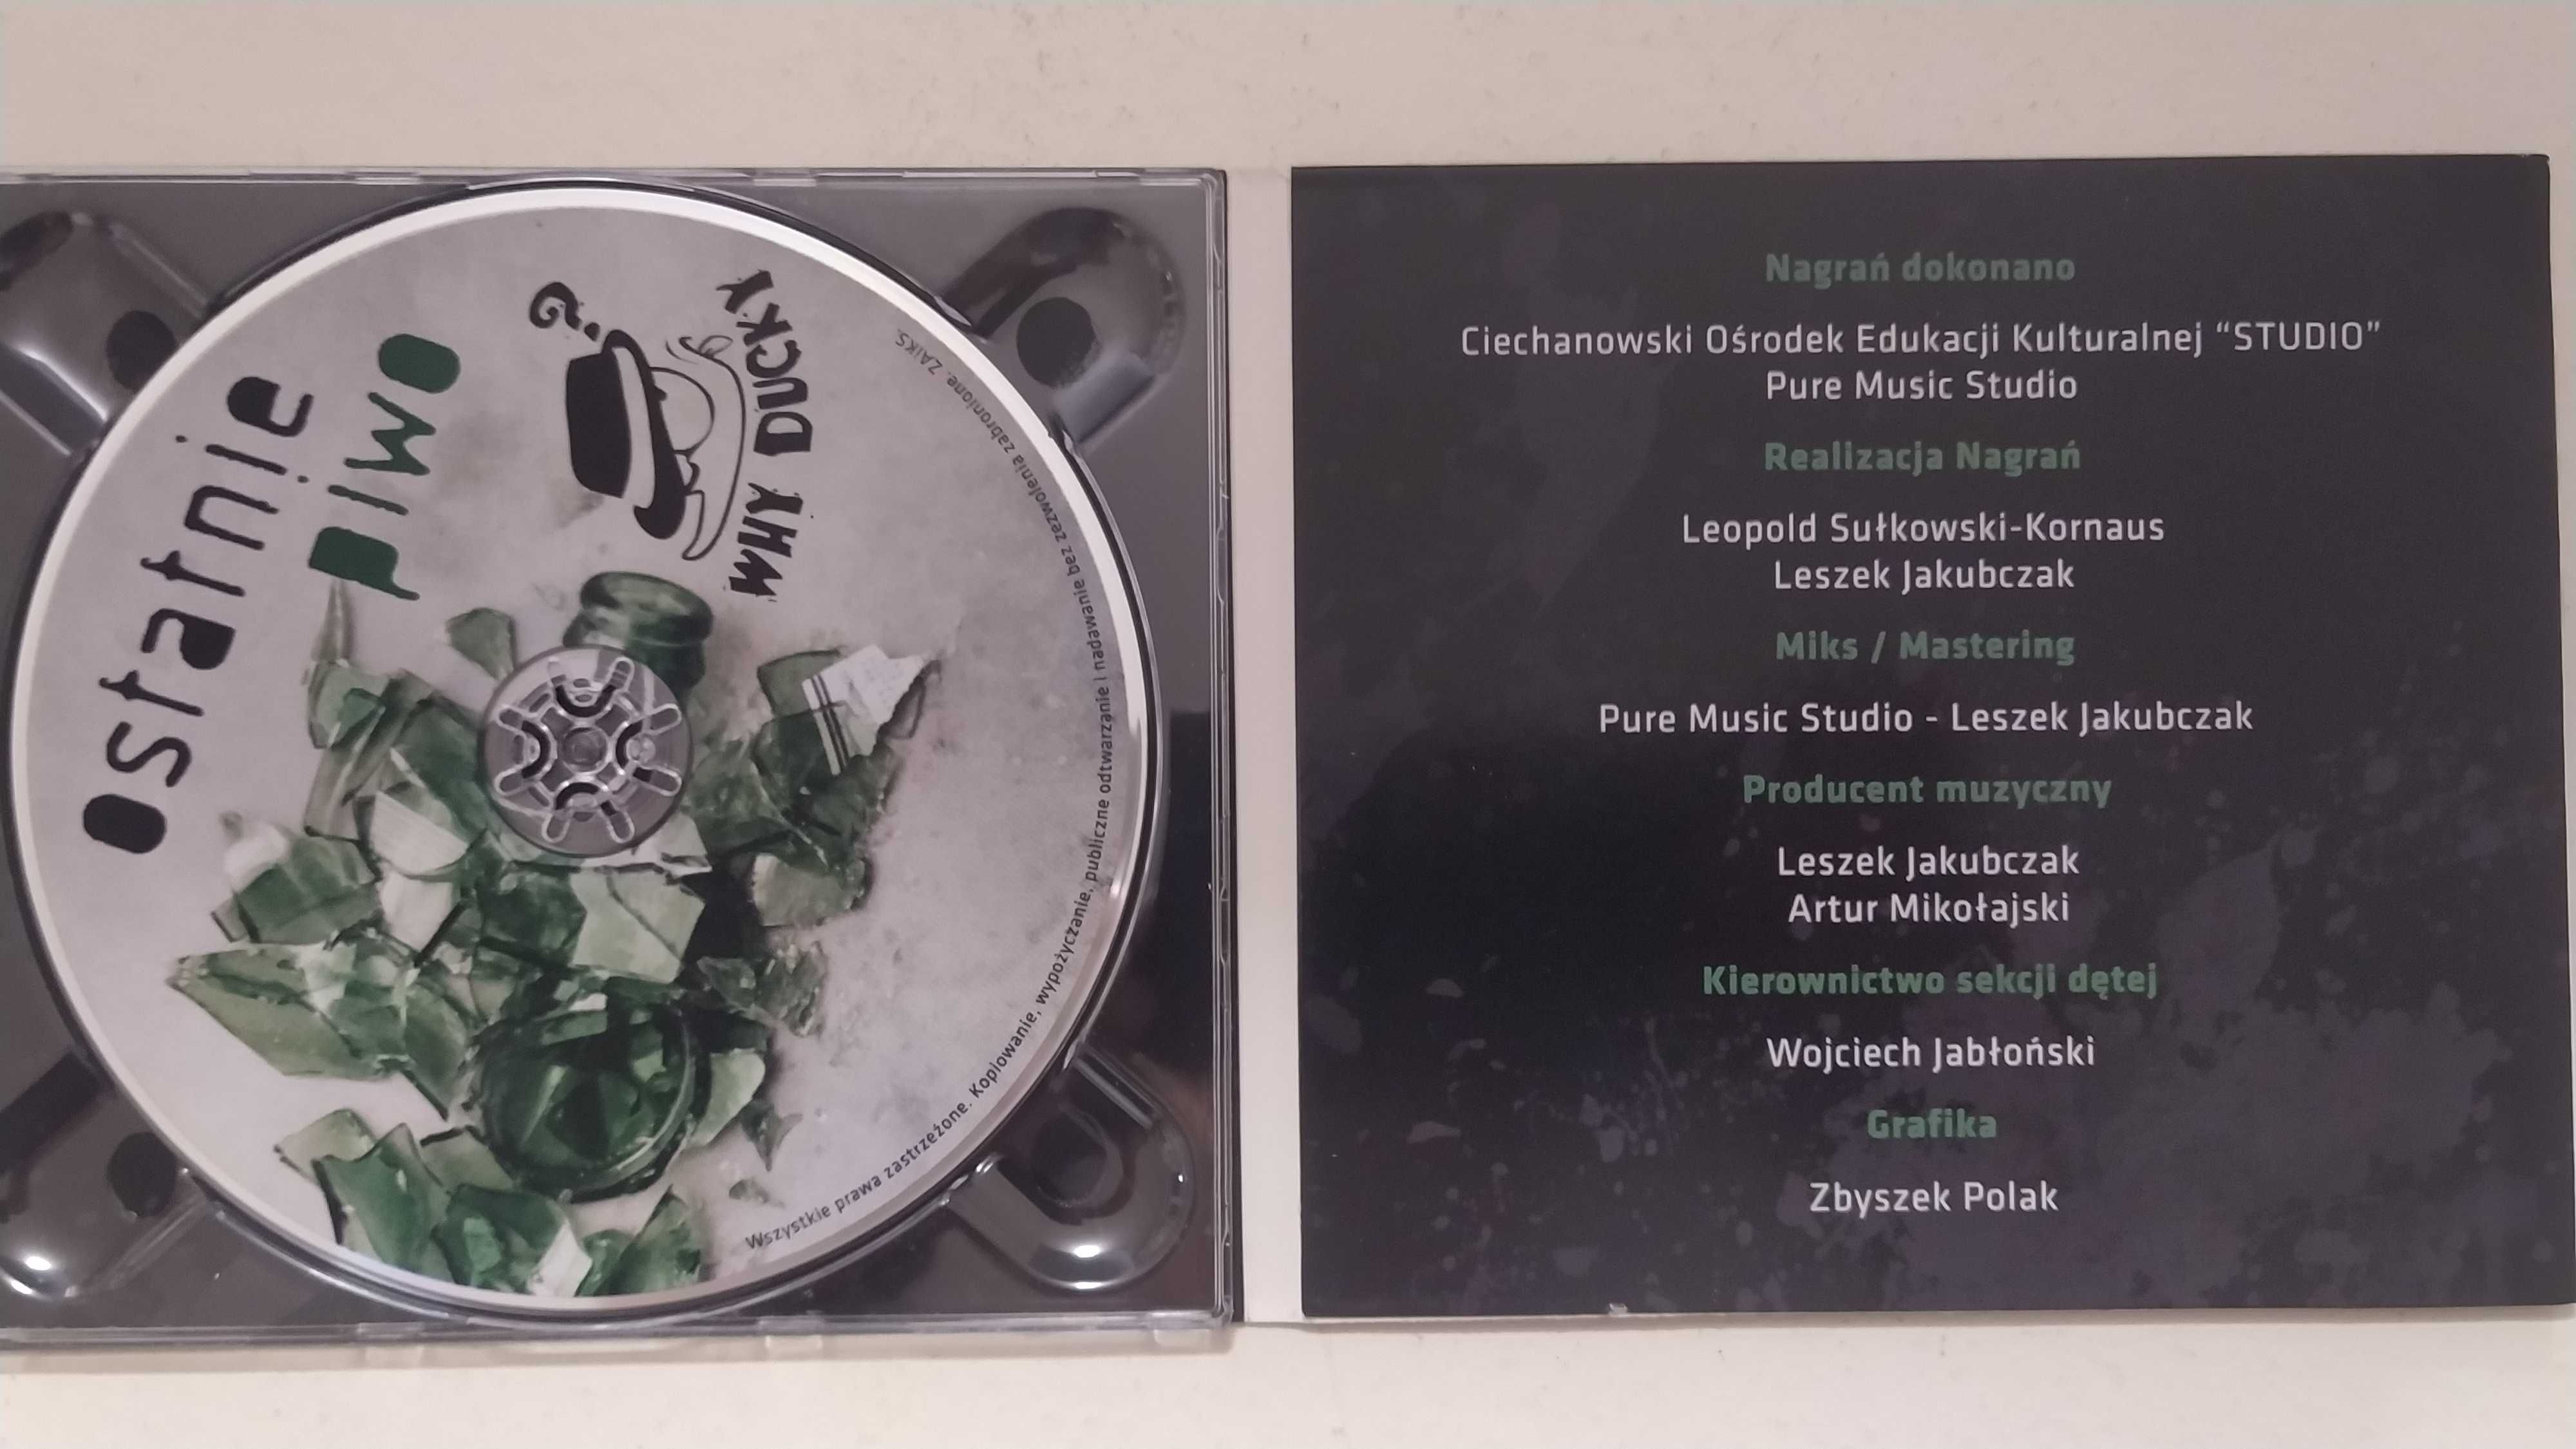 ostatnie
piwo
?
WHY DUCKY
Wszystkie prawa zastrzeżone. Kopiowanie, wypożyczanie, publiczne odtwarzanie i nadawanie bez zezwolenia zabronione. ZAIKS.
Nagrań dokonano
Ciechanowski Ośrodek Edukacji Kulturalnej “STUDIO”
Pure Music Studio
Realizacja Nagrań
Leopold Sułkowski-Kornaus
Leszek Jakubczak
Miks / Mastering
Pure Music Studio - Leszek Jakubczak
Producent muzyczny
Leszek Jakubczak
Artur Mikołajski
Kierownictwo sekcji dętej
Wojciech Jabłoński
Grafika
Zbyszek Polak